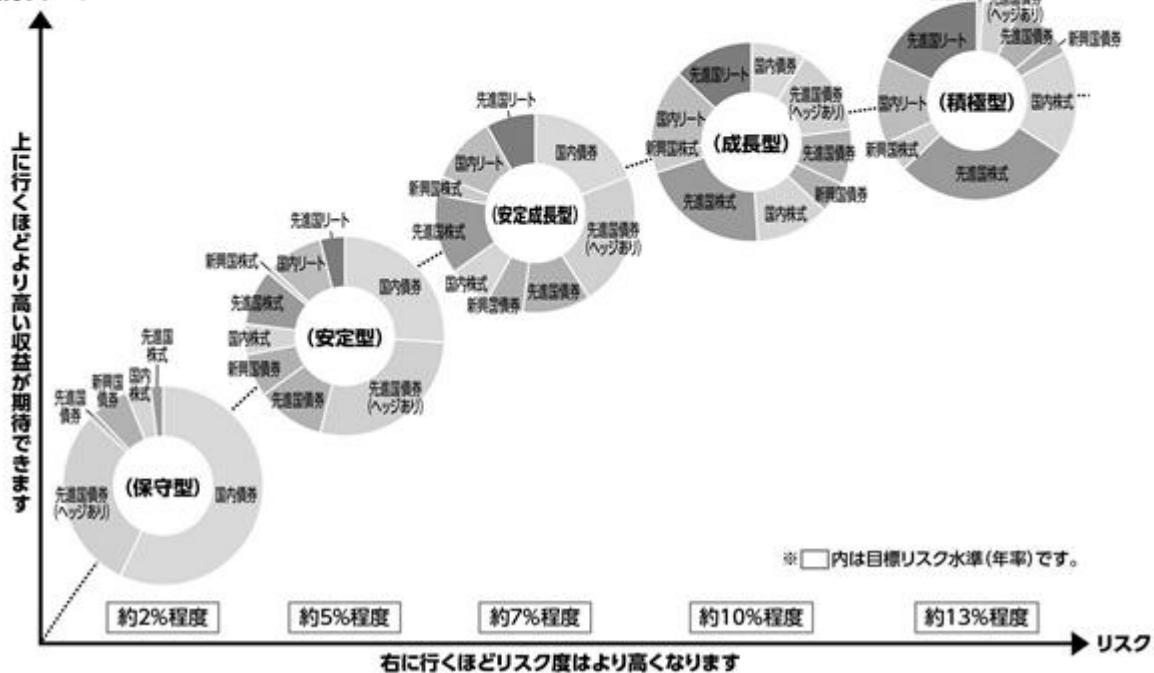 上に行くほどより高い収益が期待できます
(保守型)
国内債券
先進国債券
(ヘッジあり)
先進国
債券
新興国
債券
国内
株式
先進国
株式
(安定型)
国内債券
先進国債券
(ヘッジあり)
先進国債券
新興国債券
国内株式
先進国株式
新興国株式
国内リート
先進国リート
(安定成長型)
国内債券
先進国債券
(ヘッジあり)
先進国債券
新興国債券
国内株式
先進国株式
新興国株式
国内リート
先進国リート
(成長型)
国内債券
先進国債券
(ヘッジあり)
先進国債券
新興国債券
国内株式
先進国株式
新興国株式
国内リート
先進国リート
(積極型)
(ヘッジあり)
先進国債券
新興国債券
国内株式
先進国株式
新興国株式
国内リート
先進国リート
※□内は目標リスク水準(年率)です。
約2%程度
約5%程度
約7%程度
約10%程度
約13%程度
リスク
右に行くほどリスク度はより高くなります